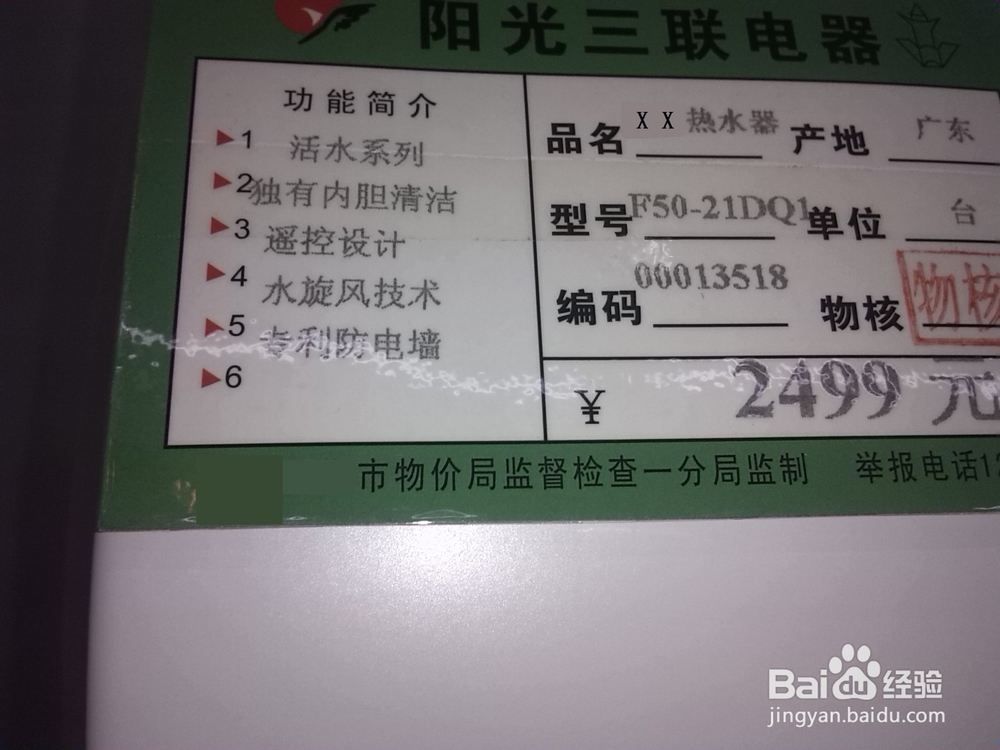 阳光三联电器
功能简介
1 活水系列
2 独有内胆清洁
3 遥控设计
4 水旋风技术
5 专利防电墙
6
品名 X X 热水器 产地 广东
型号 F50-21DQ1 单位 台
编码 00013518 物核 物核
¥ 2499 元
市物价局监督检查一分局监制 举报电话12
Baidu 经验
jingyan.baidu.com